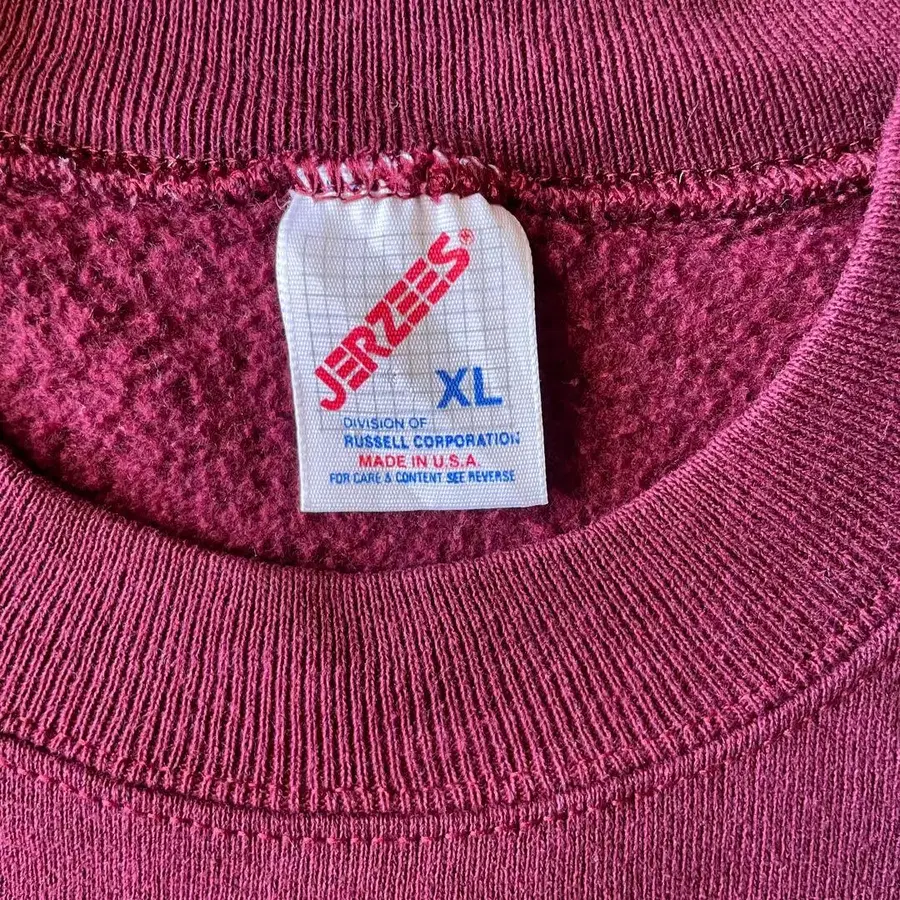 JERZEES®
XL
DIVISION OF
RUSSELL CORPORATION
MADE IN U.S.A.
FOR CARE & CONTENT SEE REVERSE